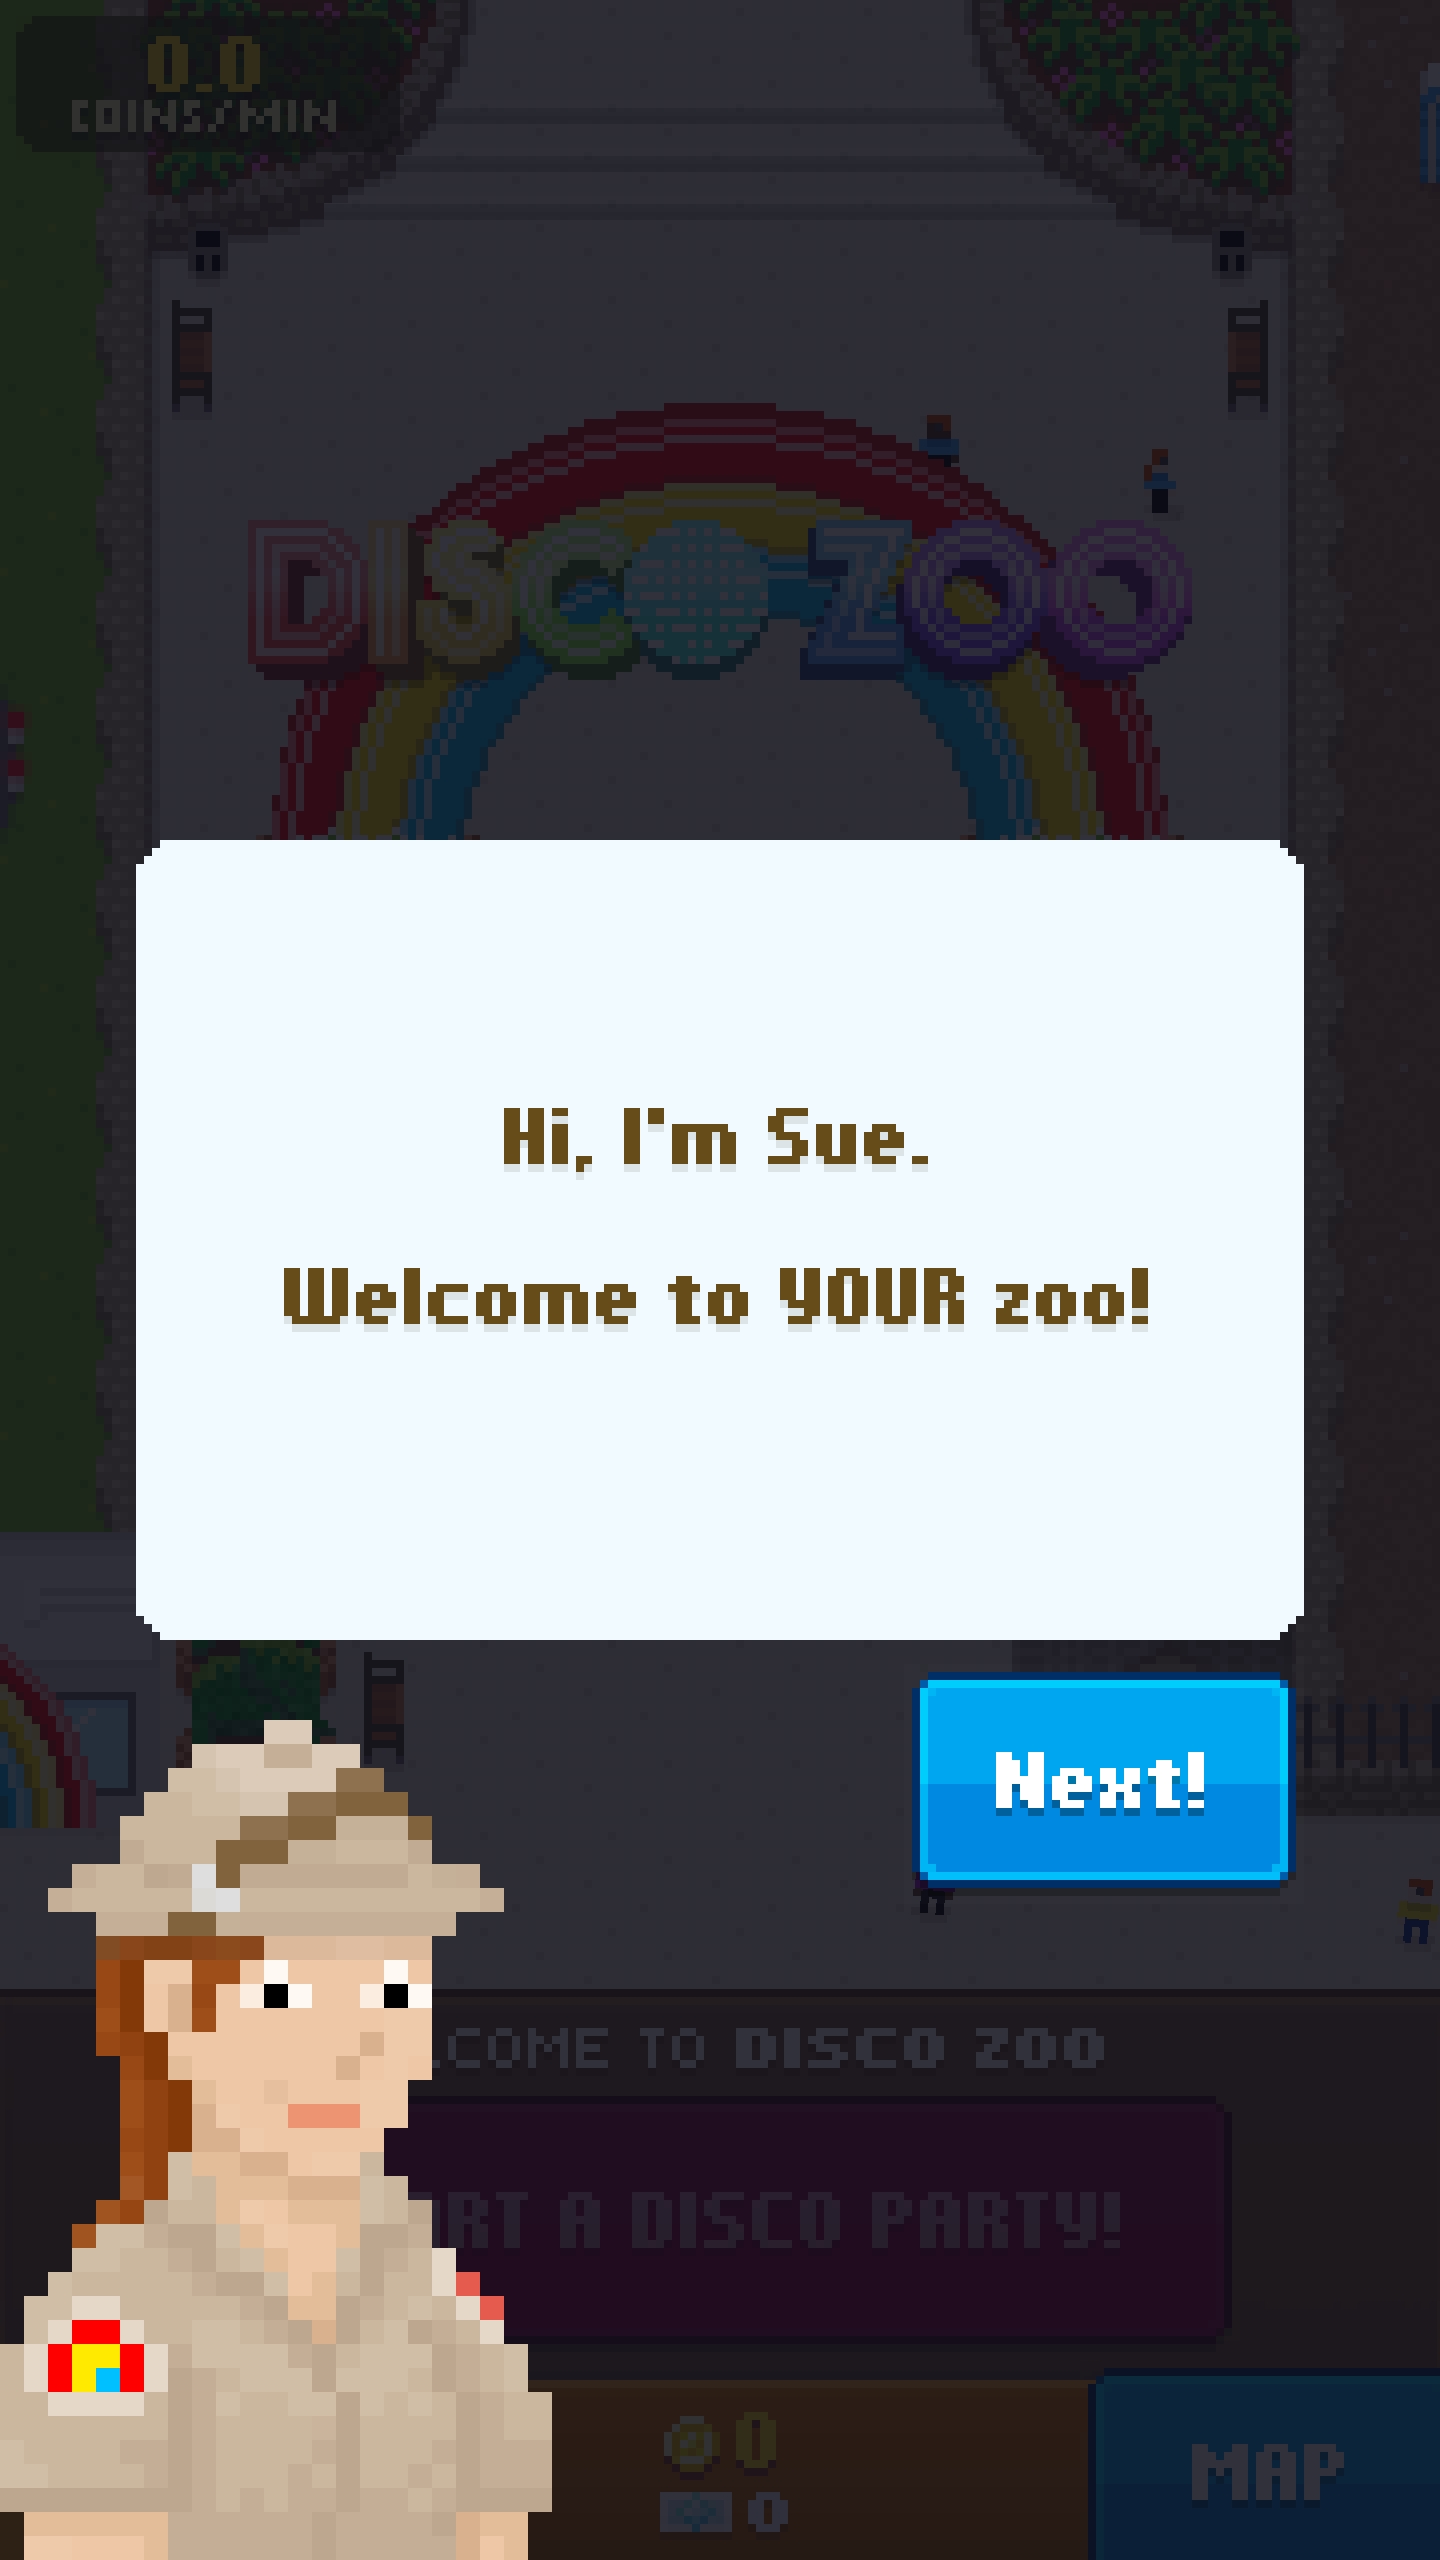 0.0
COINS/MIN
DISCO ZOO
Hi, I'm Sue.
Welcome to YOUR zoo!
Next!
LCOME TO DISCO ZOO
ART A DISCO PARTY!
0
0
MAP